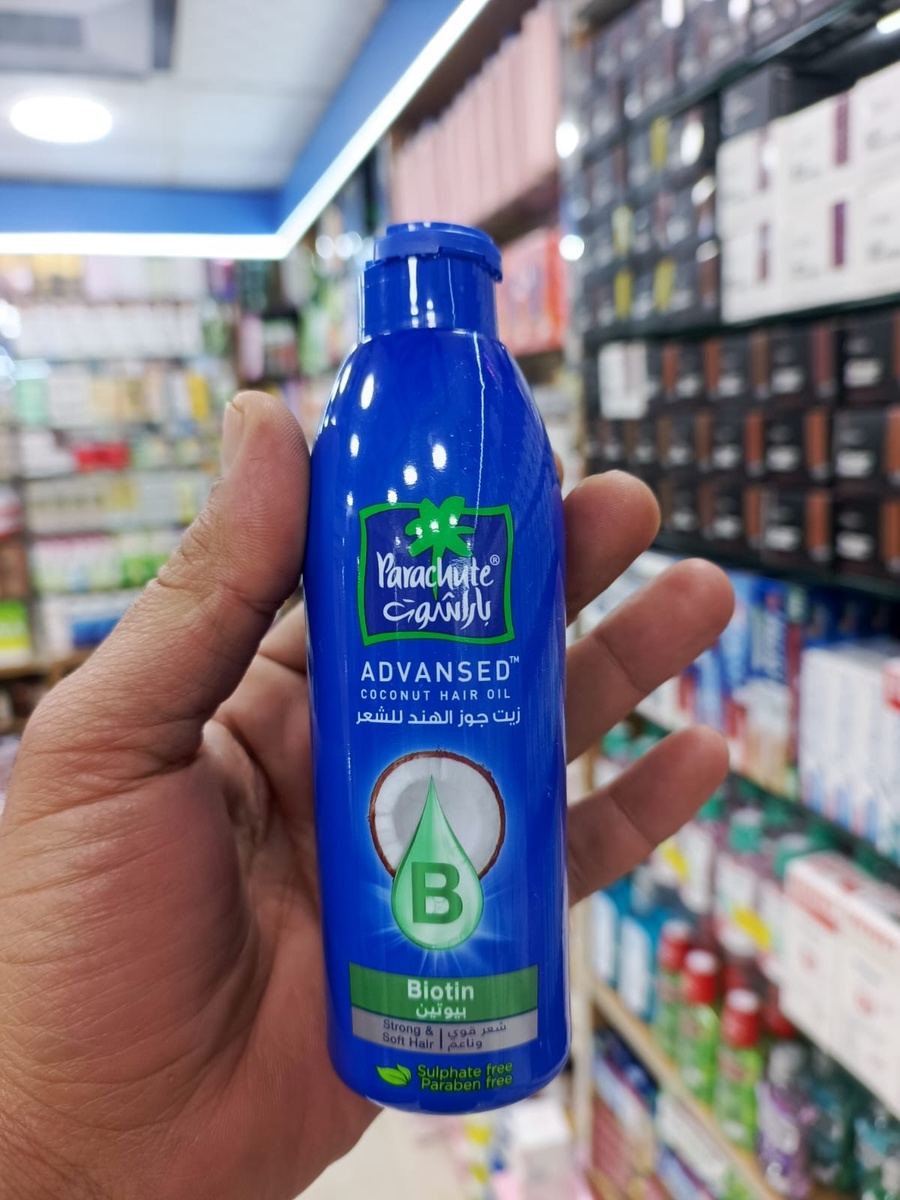 Parachute®
باراشوت
ADVANSED™
COCONUT HAIR OIL
زيت جوز الهند للشعر
B
Biotin
بيوتين
Strong & Soft Hair
شعر قوي وناعم
Sulphate free
Paraben free